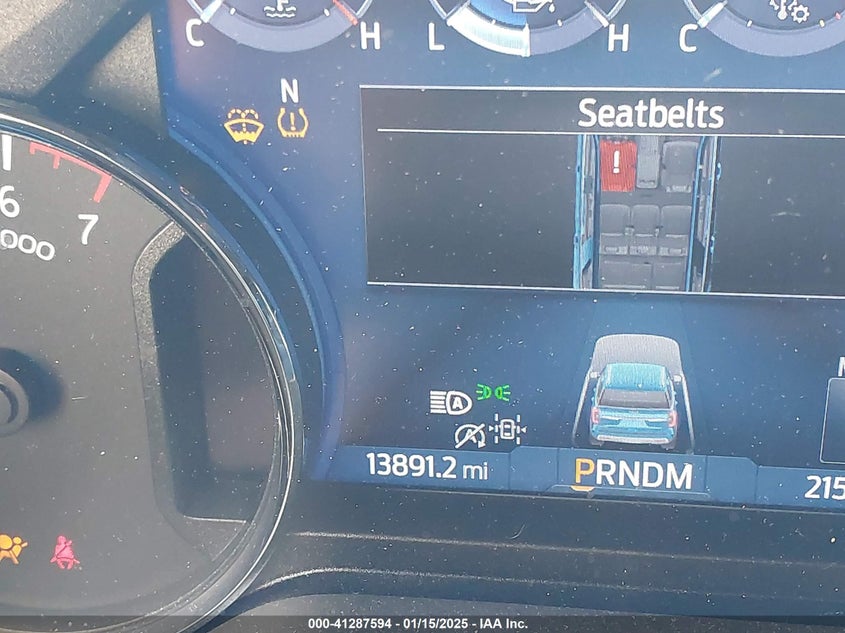 C H L H C
N
Seatbelts
!
6
7
000
A
13891.2 mi PRNDM 215
000-41287594 - 01/15/2025 - IAA Inc.